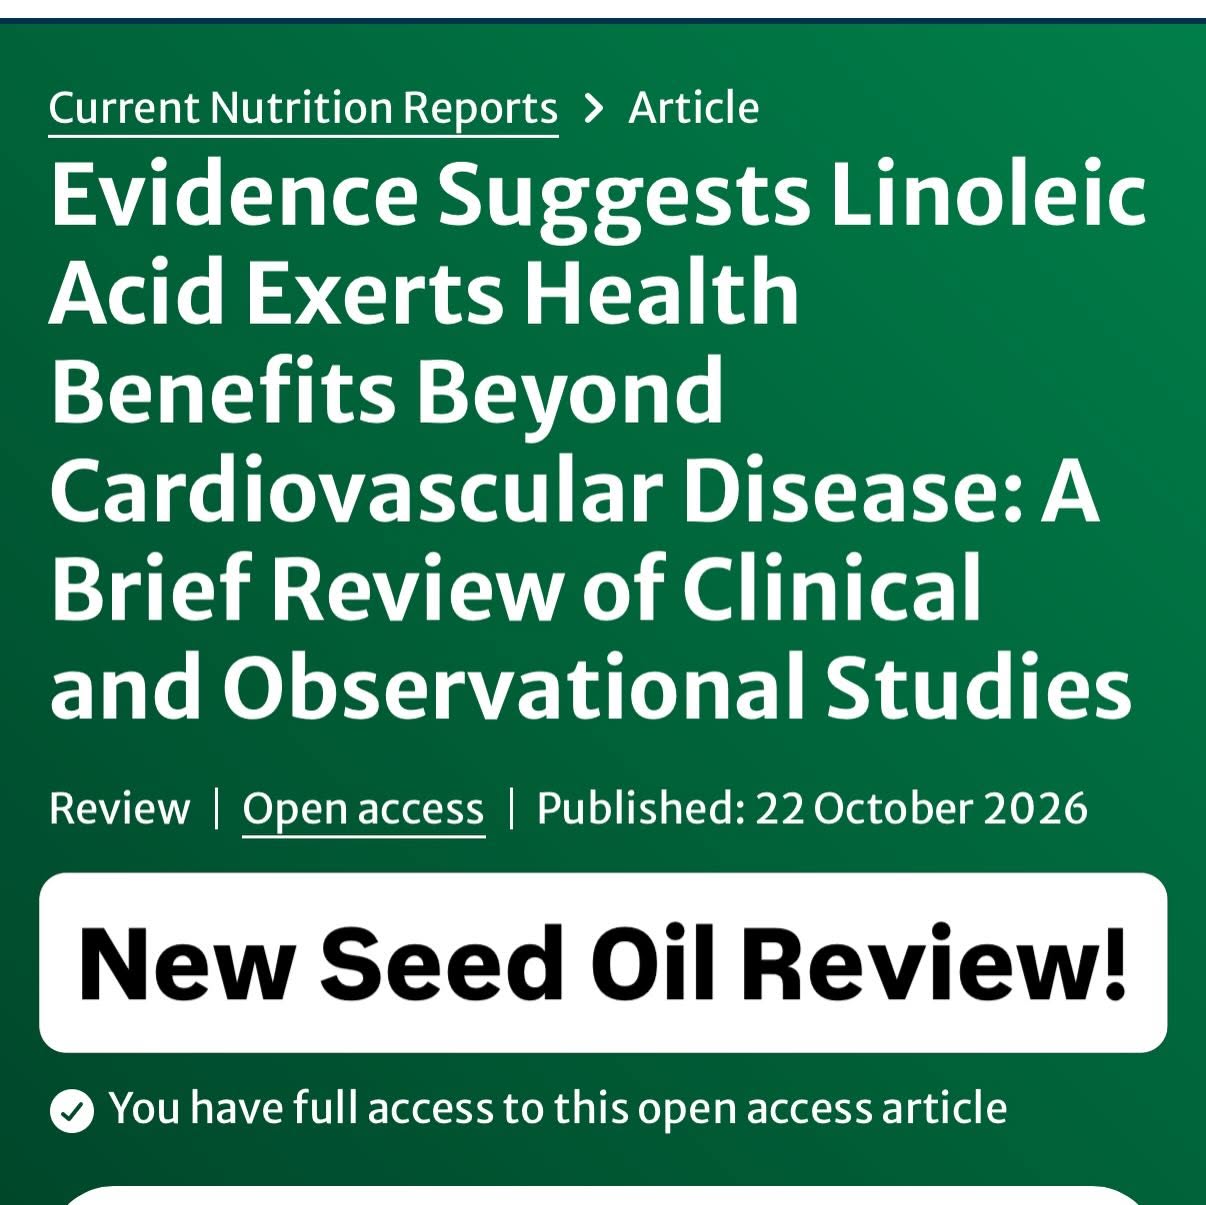 Current Nutrition Reports > Article
Evidence Suggests Linoleic
Acid Exerts Health
Benefits Beyond
Cardiovascular Disease: A
Brief Review of Clinical
and Observational Studies
Review | Open access | Published: 22 October 2026
New Seed Oil Review!
You have full access to this open access article